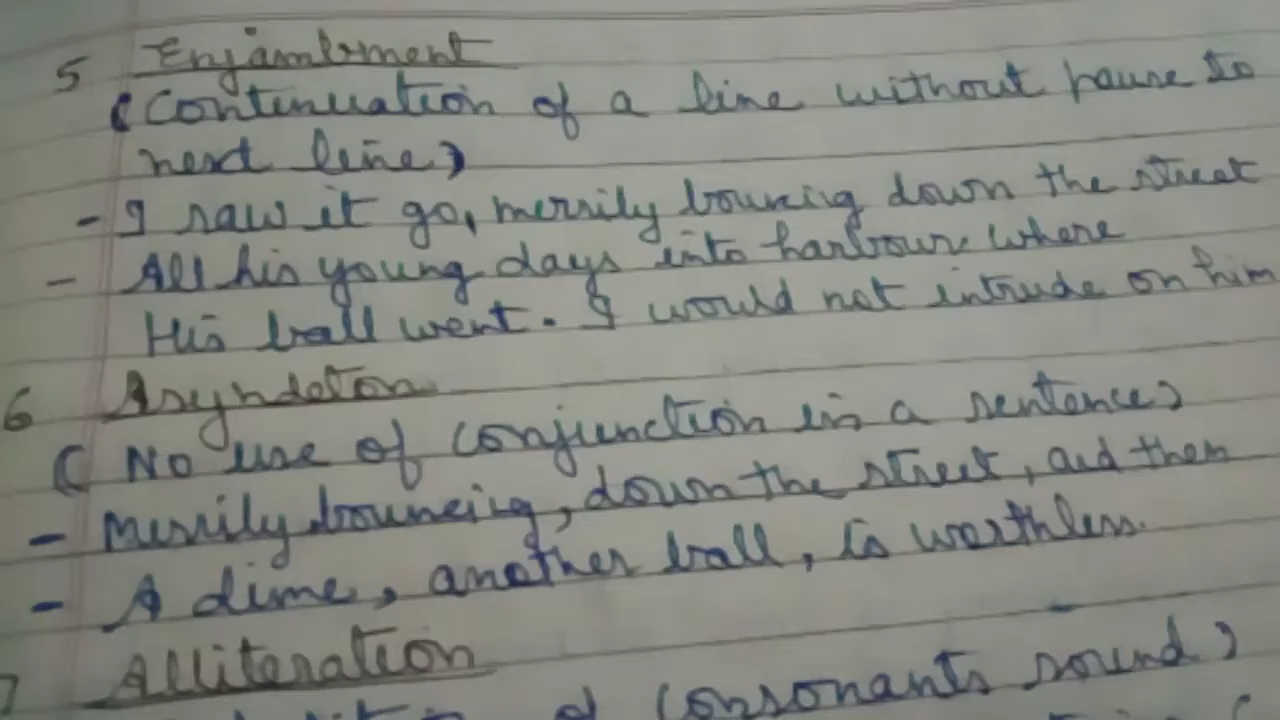 5 Enjambment
(Continuation of a line without pause to
next line)
- I saw it go, merrily bouncing down the street
- All his young days into harbour where
His ball went. I would not intrude on him
6 Asyndeton
( No use of conjunction in a sentence)
- Merrily bouncing, down the street, and then
- A dime, another ball, is worthless.
7 Alliteration
of consonants sound)